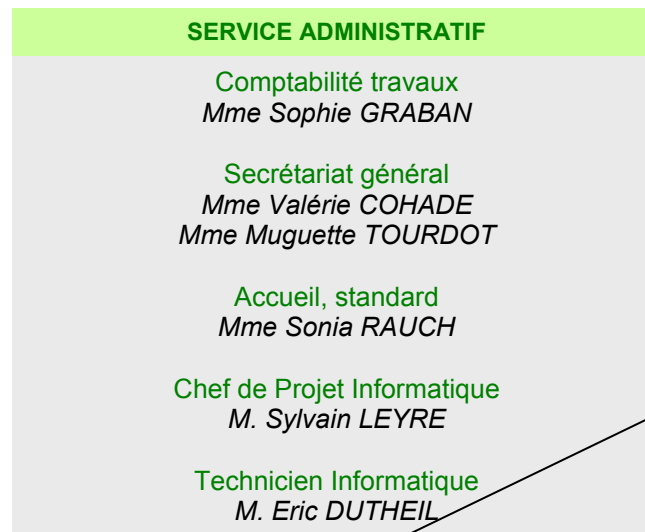 SERVICE ADMINISTRATIF
Comptabilité travaux
Mme Sophie GRABAN
Secrétariat général
Mme Valérie COHADE
Mme Muguette TOURDOT
Accueil, standard
Mme Sonia RAUCH
Chef de Projet Informatique
M. Sylvain LEYRE
Technicien Informatique
M. Eric DUTHEIL